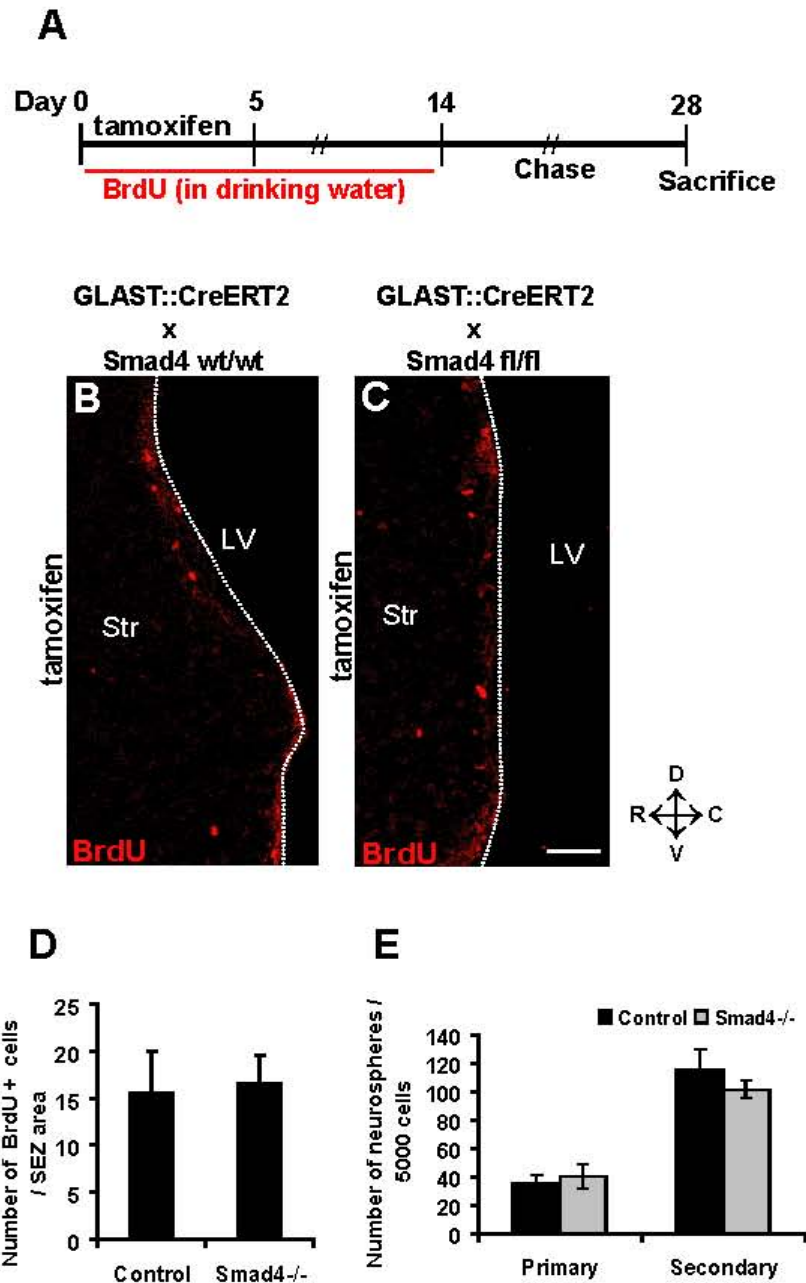 A
Day 0 5 14 28
tamoxifen
BrdU (in drinking water)
Chase
Sacrifice
GLAST::CreERT2
x
Smad4 wt/wt
GLAST::CreERT2
x
Smad4 fl/fl
B
tamoxifen
LV
Str
BrdU
C
tamoxifen
LV
Str
BrdU
D
R C
V
D
Number of BrdU + cells
/ SEZ area
25
20
15
10
5
0
Control Smad4-/-
E
Number of neurospheres /
5000 cells
Control Smad4-/-
140
120
100
80
60
40
20
0
Primary Secondary